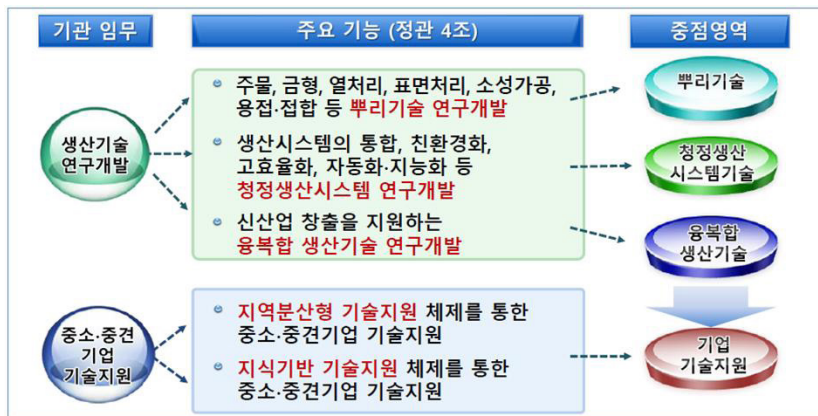 기관 임무
주요 기능 (정관 4조)
중점영역
생산기술
연구개발
주물, 금형, 열처리, 표면처리, 소성가공,
용접·접합 등 뿌리기술 연구개발
생산시스템의 통합, 친환경화,
고효율화, 자동화·지능화 등
청정생산시스템 연구개발
신산업 창출을 지원하는
융복합 생산기술 연구개발
뿌리기술
청정생산
시스템기술
융복합
생산기술
중소·중견
기업
기술지원
지역분산형 기술지원 체제를 통한
중소·중견기업 기술지원
지식기반 기술지원 체제를 통한
중소·중견기업 기술지원
기업
기술지원